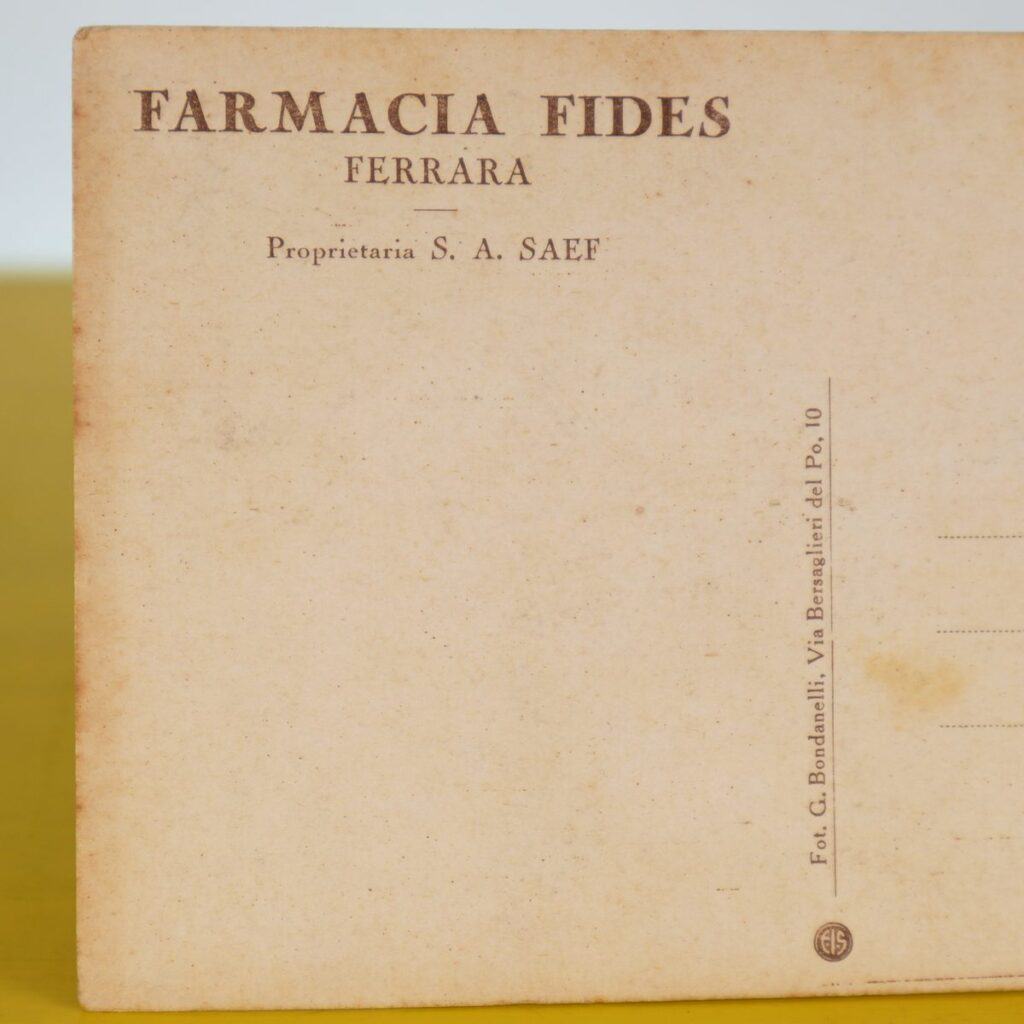 FARMACIA FIDES
FERRARA
Proprietaria S. A. SAEF
Fot. G. Bondanelli, Via Bersaglieri del Po, 10